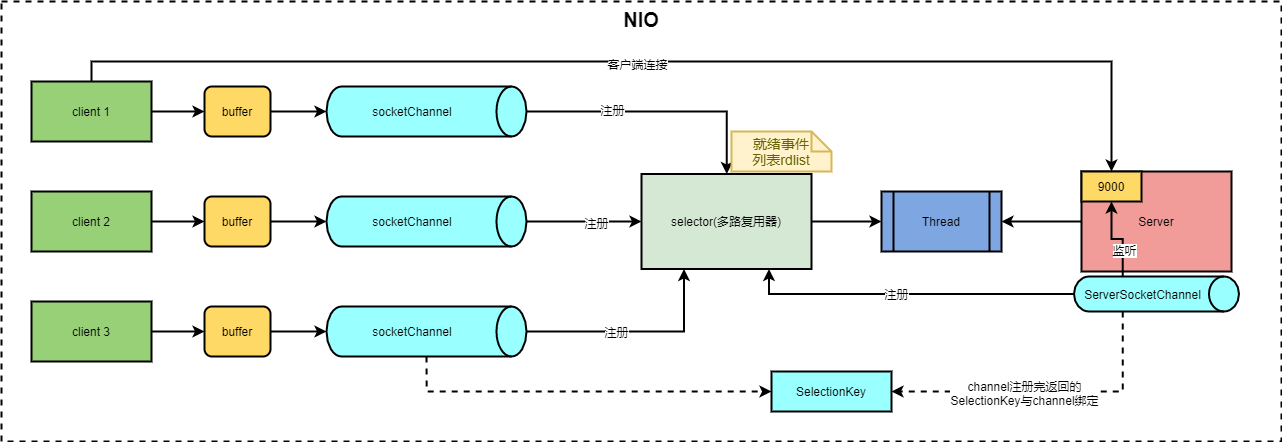 NIO
客户端连接
client 1
buffer
socketChannel
注册
就绪事件
列表rdlist
9000
client 2
buffer
socketChannel
注册
selector(多路复用器)
Thread
Server
监听
ServerSocketChannel
注册
client 3
buffer
socketChannel
注册
SelectionKey
channel注册完返回的
SelectionKey与channel绑定